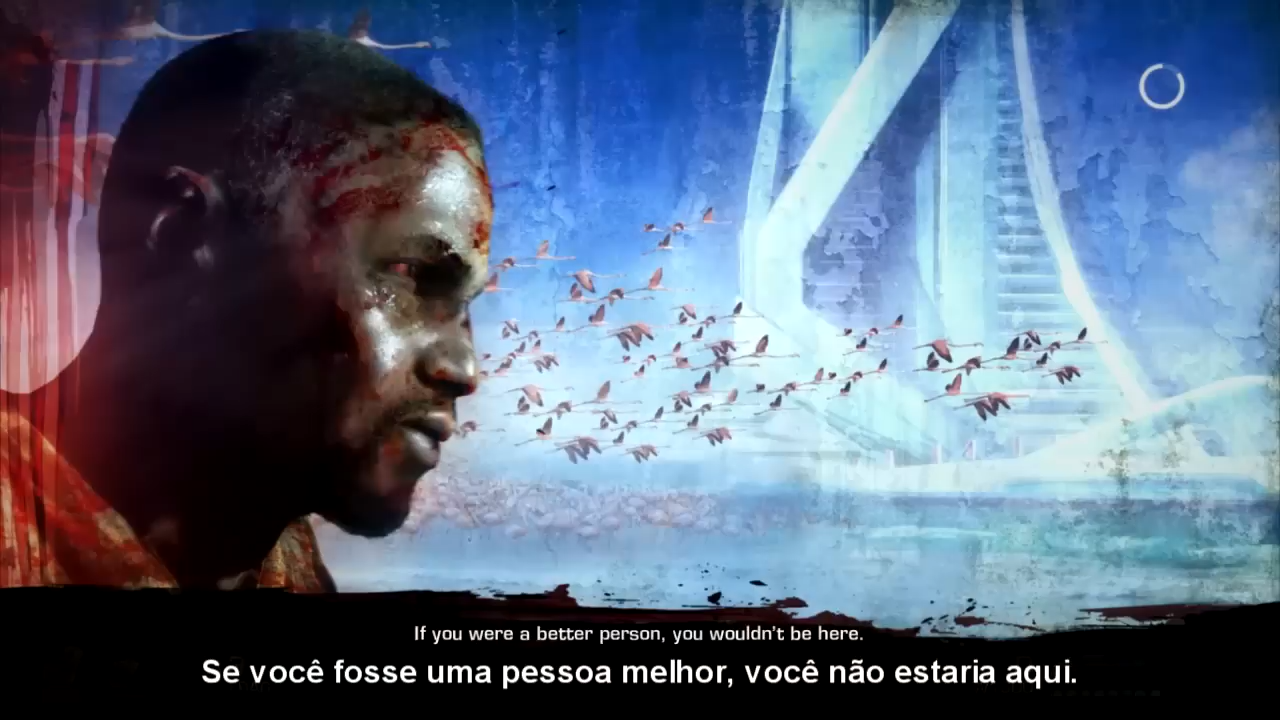 If you were a better person, you wouldn't be here.
Se você fosse uma pessoa melhor, você não estaria aqui.